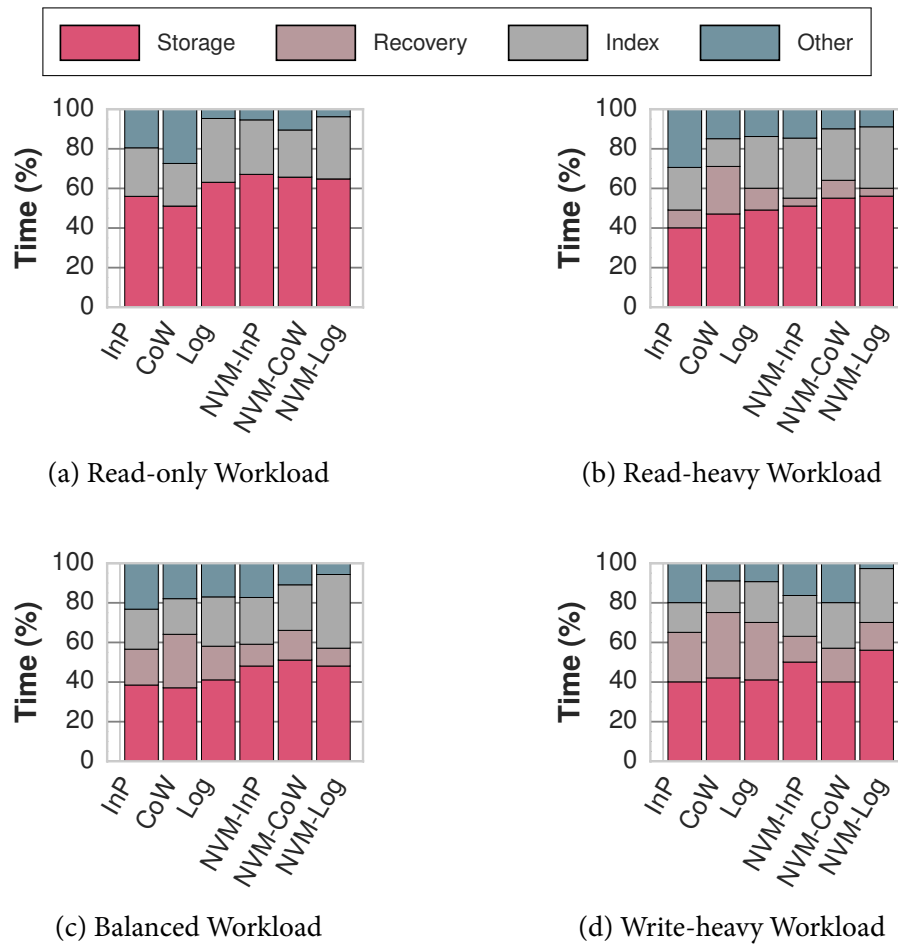 Storage Recovery Index Other
100
80
60
40
20
0
Time (%)
InP CoW Log NVM-InP NVM-CoW NVM-Log
(a) Read-only Workload
100
80
60
40
20
0
Time (%)
InP CoW Log NVM-InP NVM-CoW NVM-Log
(b) Read-heavy Workload
100
80
60
40
20
0
Time (%)
InP CoW Log NVM-InP NVM-CoW NVM-Log
(c) Balanced Workload
100
80
60
40
20
0
Time (%)
InP CoW Log NVM-InP NVM-CoW NVM-Log
(d) Write-heavy Workload